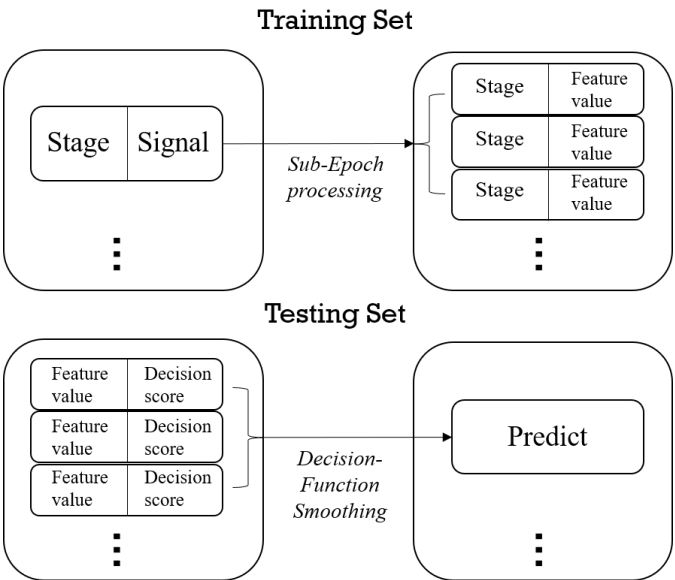 Training Set
Stage Signal
Sub-Epoch
processing
Stage Feature
value
Stage Feature
value
Stage Feature
value
Testing Set
Feature Decision
value score
Feature Decision
value score
Feature Decision
value score
Decision-
Function
Smoothing
Predict